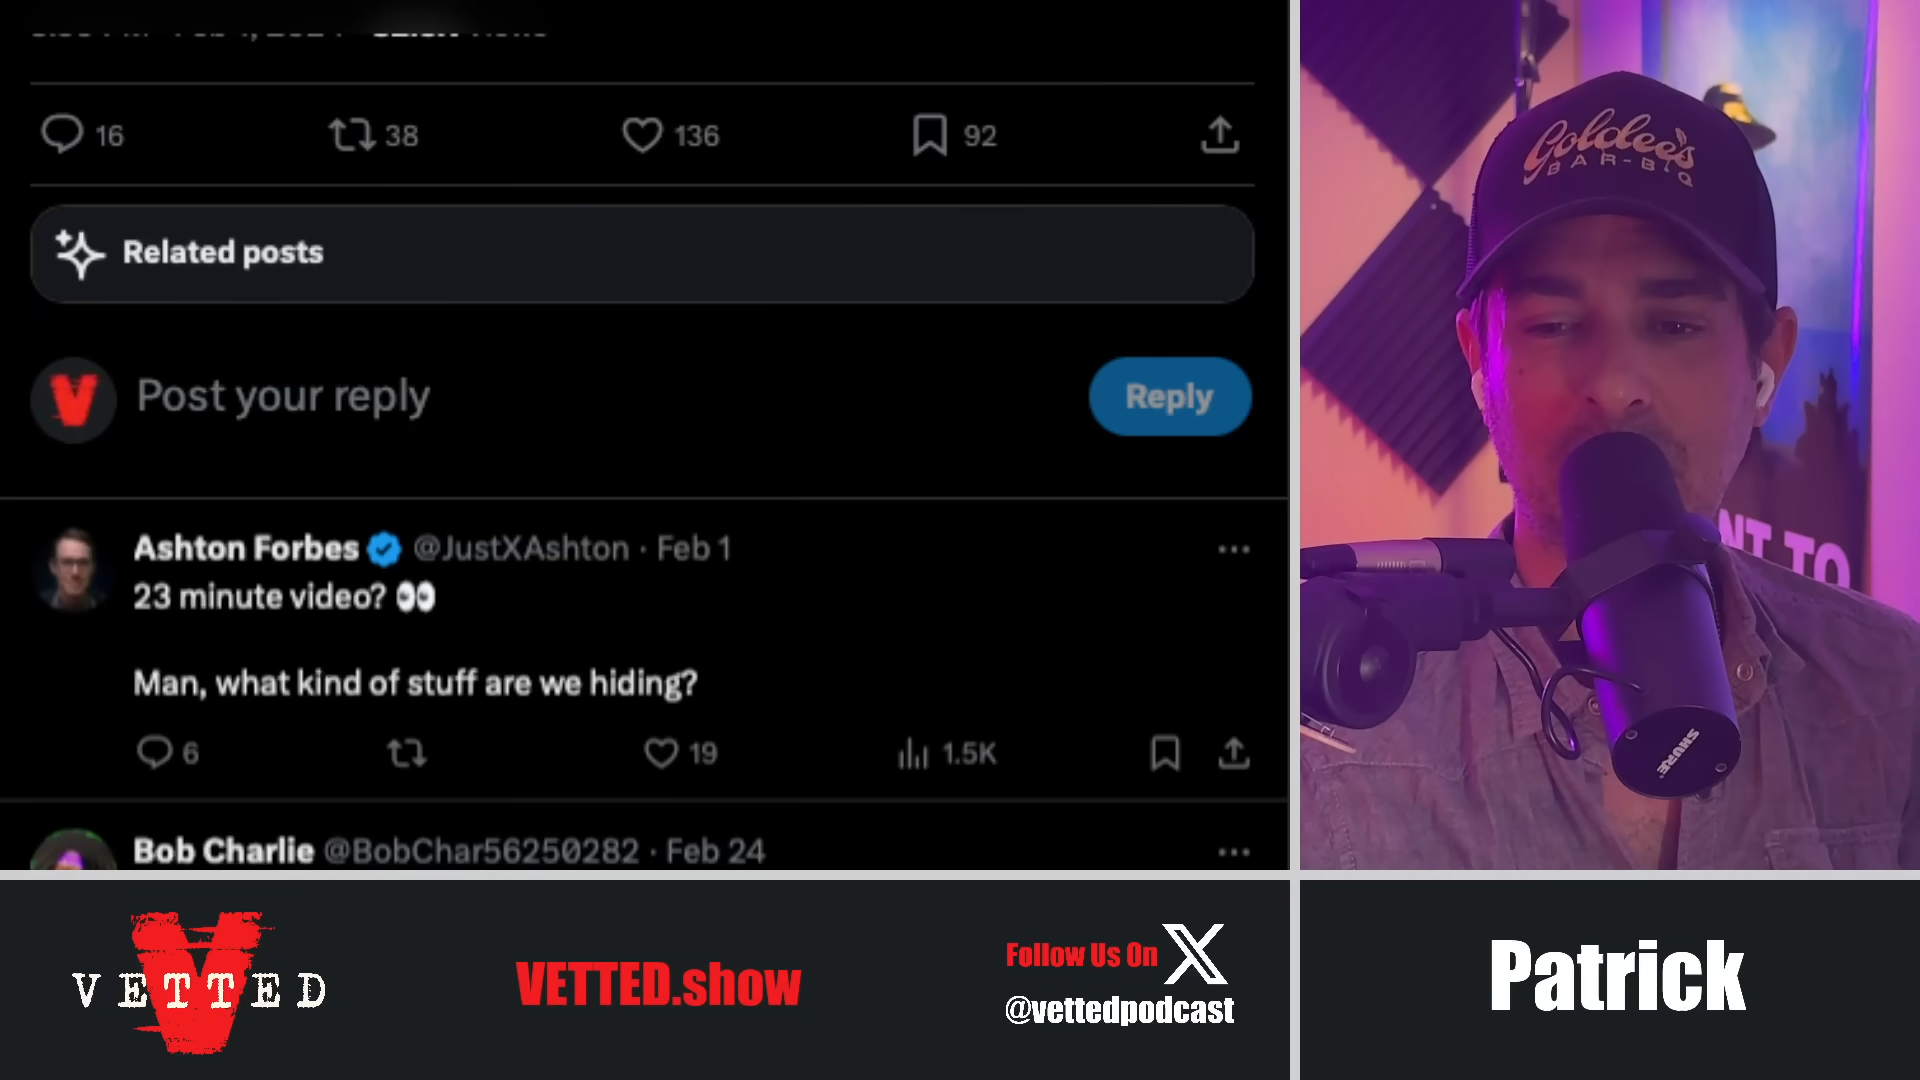 16
38
136
92
Related posts
Post your reply
Reply
Ashton Forbes @JustXAshton · Feb 1
23 minute video? 👀
Man, what kind of stuff are we hiding?
6
19
1.5K
Bob Charlie @BobChar56250282 · Feb 24
Goldee's
BAR-B-Q
NT TO
SHURE
VETTED
VETTED.show
Follow Us On X
@vettedpodcast
Patrick